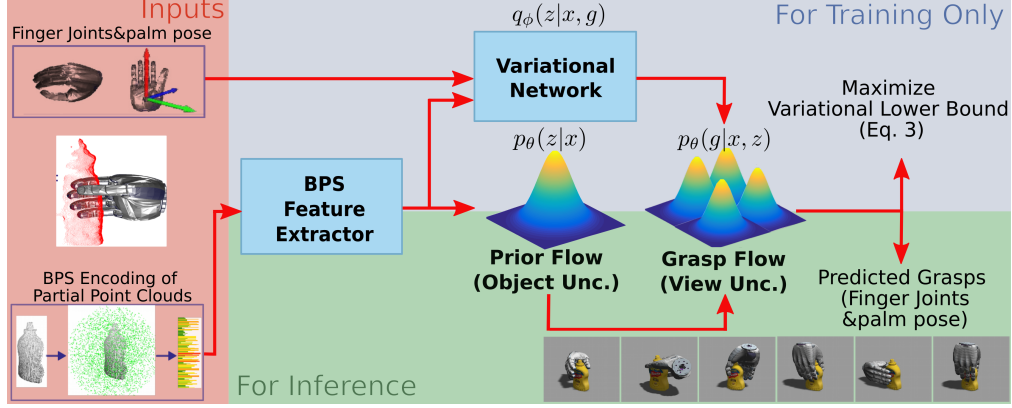 Inputs
Finger Joints&palm pose
BPS Encoding of
Partial Point Clouds
For Training Only
qϕ(z|x, g)
Variational
Network
BPS
Feature
Extractor
pθ(z|x)
pθ(g|x, z)
Prior Flow
(Object Unc.)
Grasp Flow
(View Unc.)
Maximize
Variational Lower Bound
(Eq. 3)
Predicted Grasps
(Finger Joints
&palm pose)
For Inference